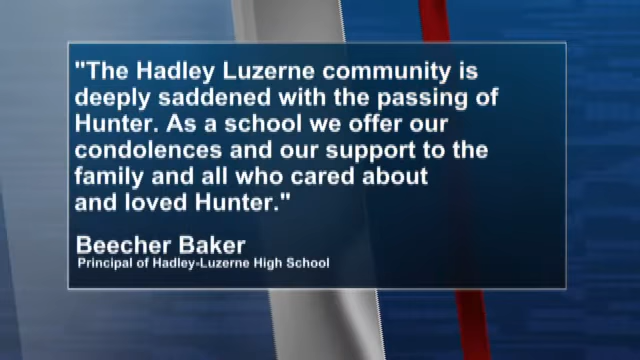 "The Hadley Luzerne community is
deeply saddened with the passing of
Hunter. As a school we offer our
condolences and our support to the
family and all who cared about
and loved Hunter."
Beecher Baker
Principal of Hadley-Luzerne High School